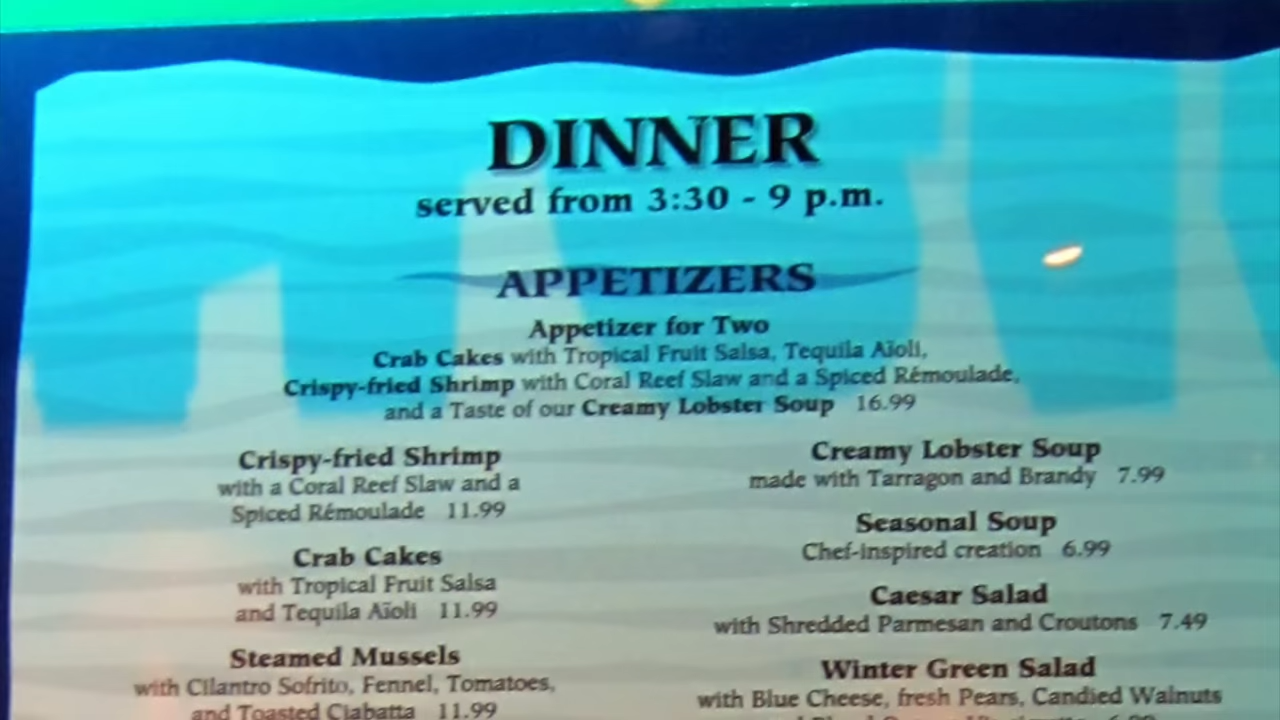 DINNER
served from 3:30 - 9 p.m.
APPETIZERS
Appetizer for Two
Crab Cakes with Tropical Fruit Salsa, Tequila Aïoli,
Crispy-fried Shrimp with Coral Reef Slaw and a Spiced Rémoulade,
and a Taste of our Creamy Lobster Soup 16.99
Crispy-fried Shrimp
with a Coral Reef Slaw and a
Spiced Rémoulade 11.99
Crab Cakes
with Tropical Fruit Salsa
and Tequila Aïoli 11.99
Steamed Mussels
with Cilantro Sofrito, Fennel, Tomatoes,
and Toasted Ciabatta 11.99
Creamy Lobster Soup
made with Tarragon and Brandy 7.99
Seasonal Soup
Chef-inspired creation 6.99
Caesar Salad
with Shredded Parmesan and Croutons 7.49
Winter Green Salad
with Blue Cheese, fresh Pears, Candied Walnuts